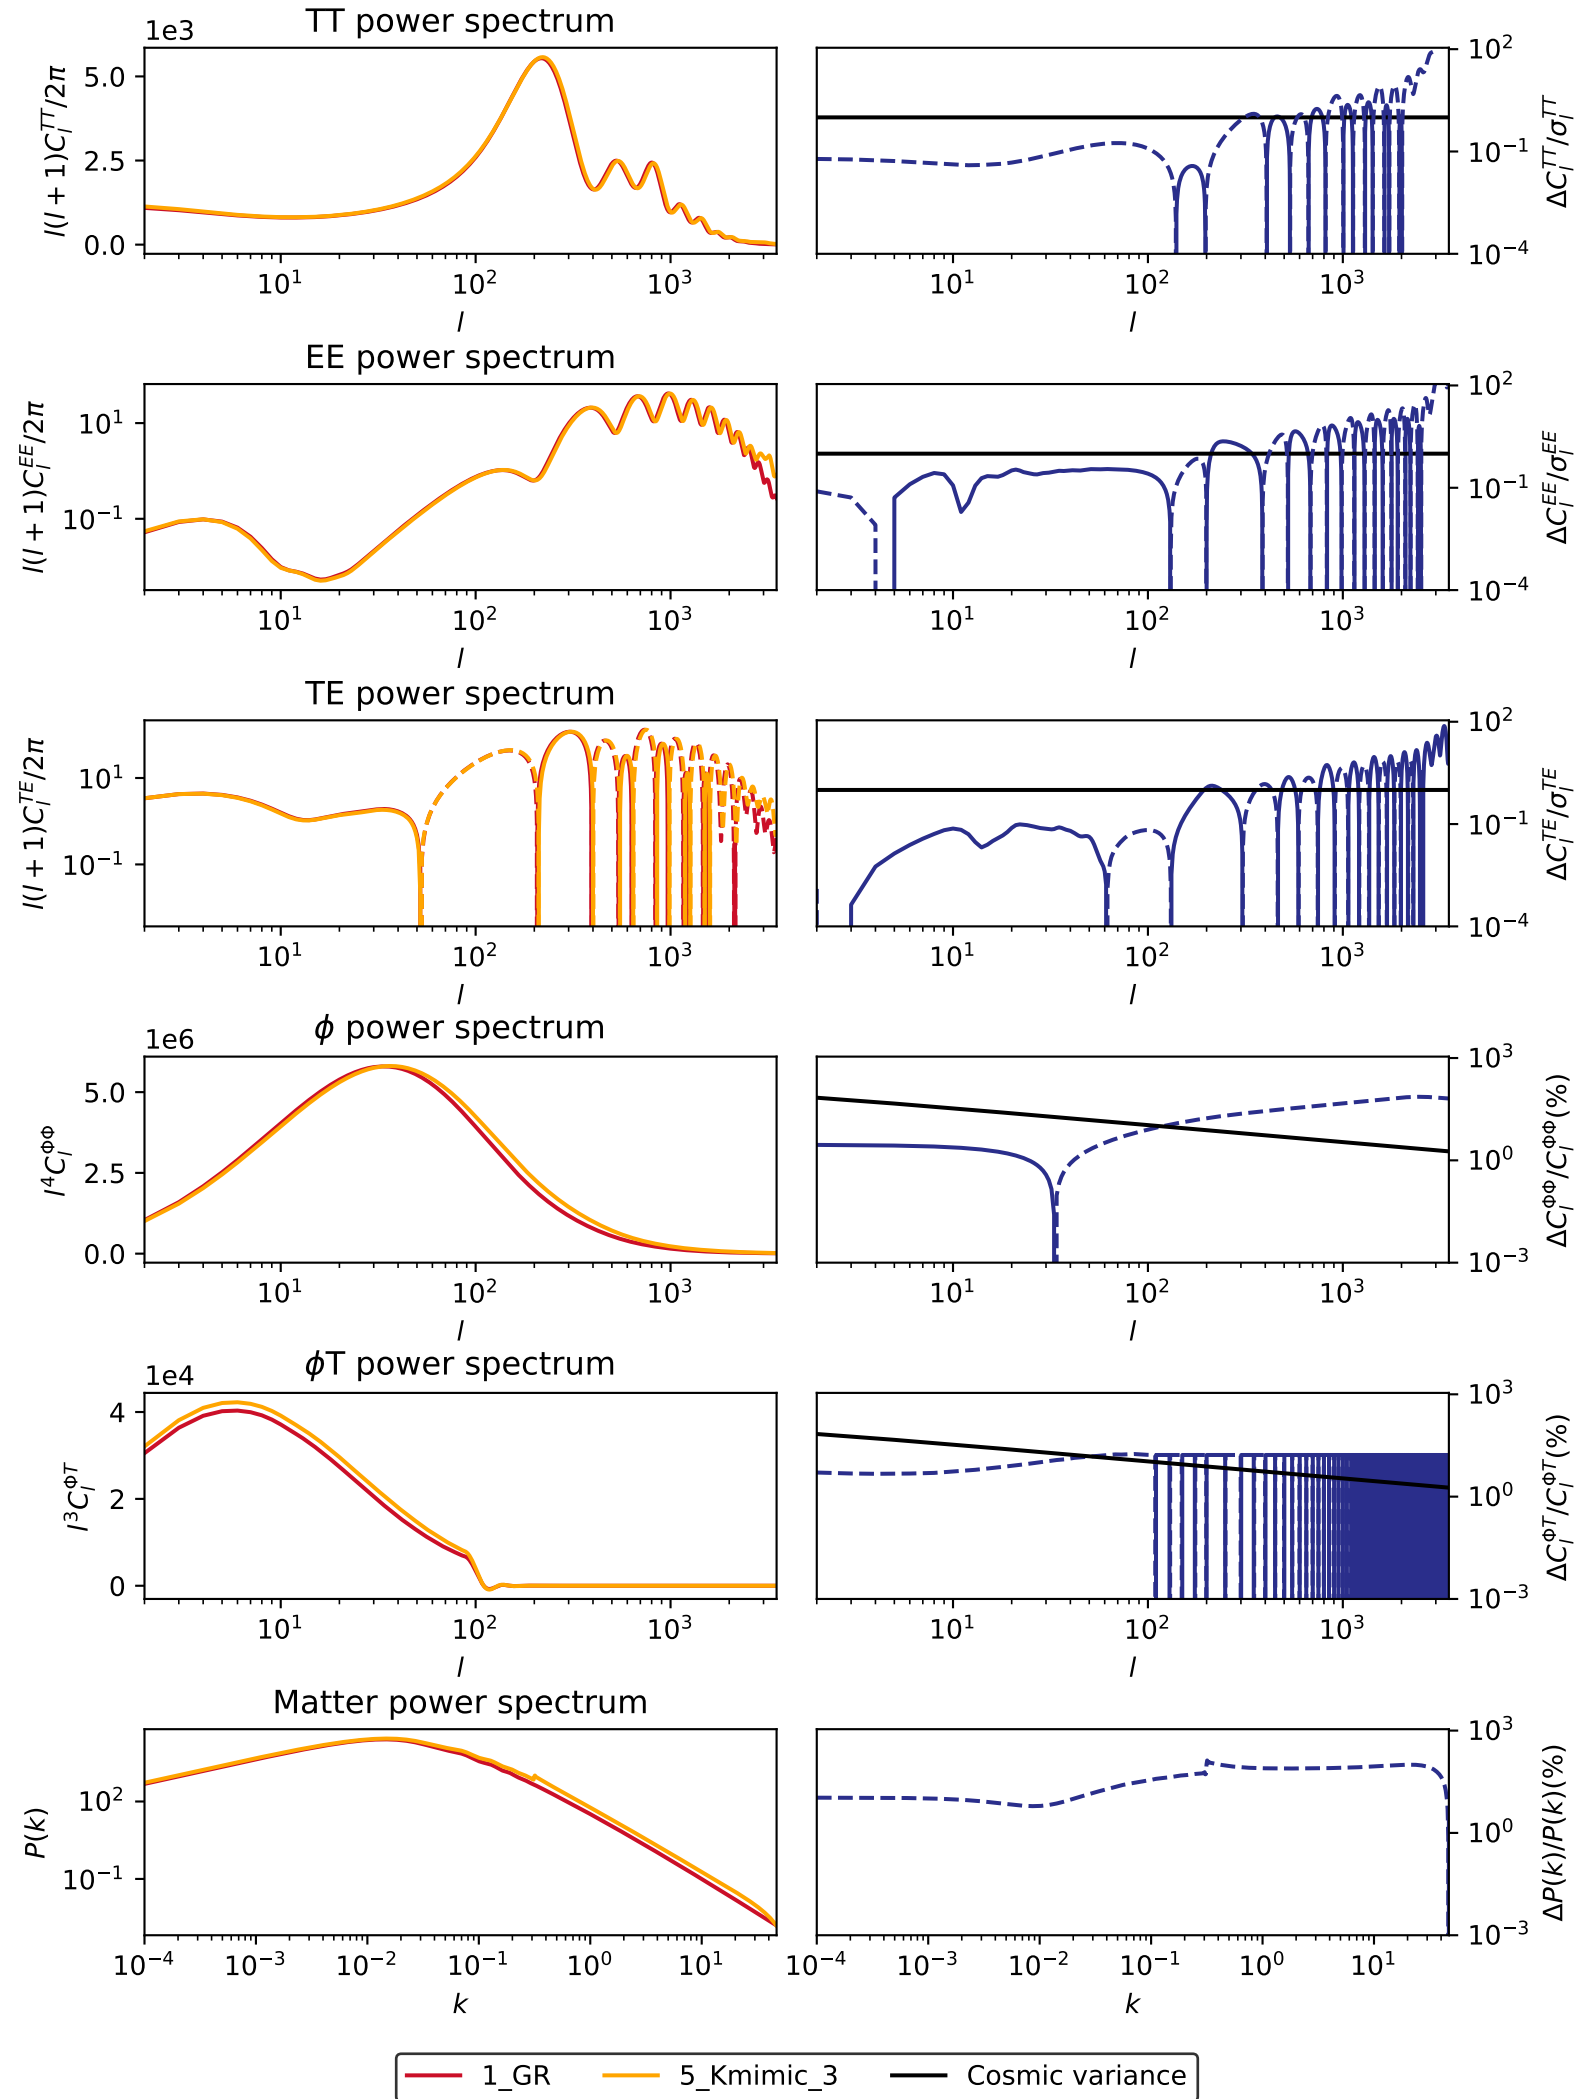 TT power spectrum
1e3
l(l + 1)C_l^{TT}/2π
5.0
2.5
0.0
10^1 10^2 10^3
l
10^2
10^{-1}
10^{-4}
ΔC_l^{TT}/σ_l^{TT}
10^1 10^2 10^3
l
EE power spectrum
l(l + 1)C_l^{EE}/2π
10^1
10^{-1}
10^1 10^2 10^3
l
10^2
10^{-1}
10^{-4}
ΔC_l^{EE}/σ_l^{EE}
10^1 10^2 10^3
l
TE power spectrum
l(l + 1)C_l^{TE}/2π
10^1
10^{-1}
10^1 10^2 10^3
l
10^2
10^{-1}
10^{-4}
ΔC_l^{TE}/σ_l^{TE}
10^1 10^2 10^3
l
ϕ power spectrum
1e6
l^4C_l^{ΦΦ}
5.0
2.5
0.0
10^1 10^2 10^3
l
10^3
10^0
10^{-3}
ΔC_l^{ΦΦ}/C_l^{ΦΦ}(%)
10^1 10^2 10^3
l
ϕT power spectrum
1e4
l^3C_l^{ΦT}
4
2
0
10^1 10^2 10^3
l
10^3
10^0
10^{-3}
ΔC_l^{ΦT}/C_l^{ΦT}(%)
10^1 10^2 10^3
l
Matter power spectrum
P(k)
10^2
10^{-1}
10^{-4} 10^{-3} 10^{-2} 10^{-1} 10^0 10^1
k
10^3
10^0
10^{-3}
ΔP(k)/P(k)(%)
10^{-4} 10^{-3} 10^{-2} 10^{-1} 10^0 10^1
k
1_GR 5_Kmimic_3 Cosmic variance